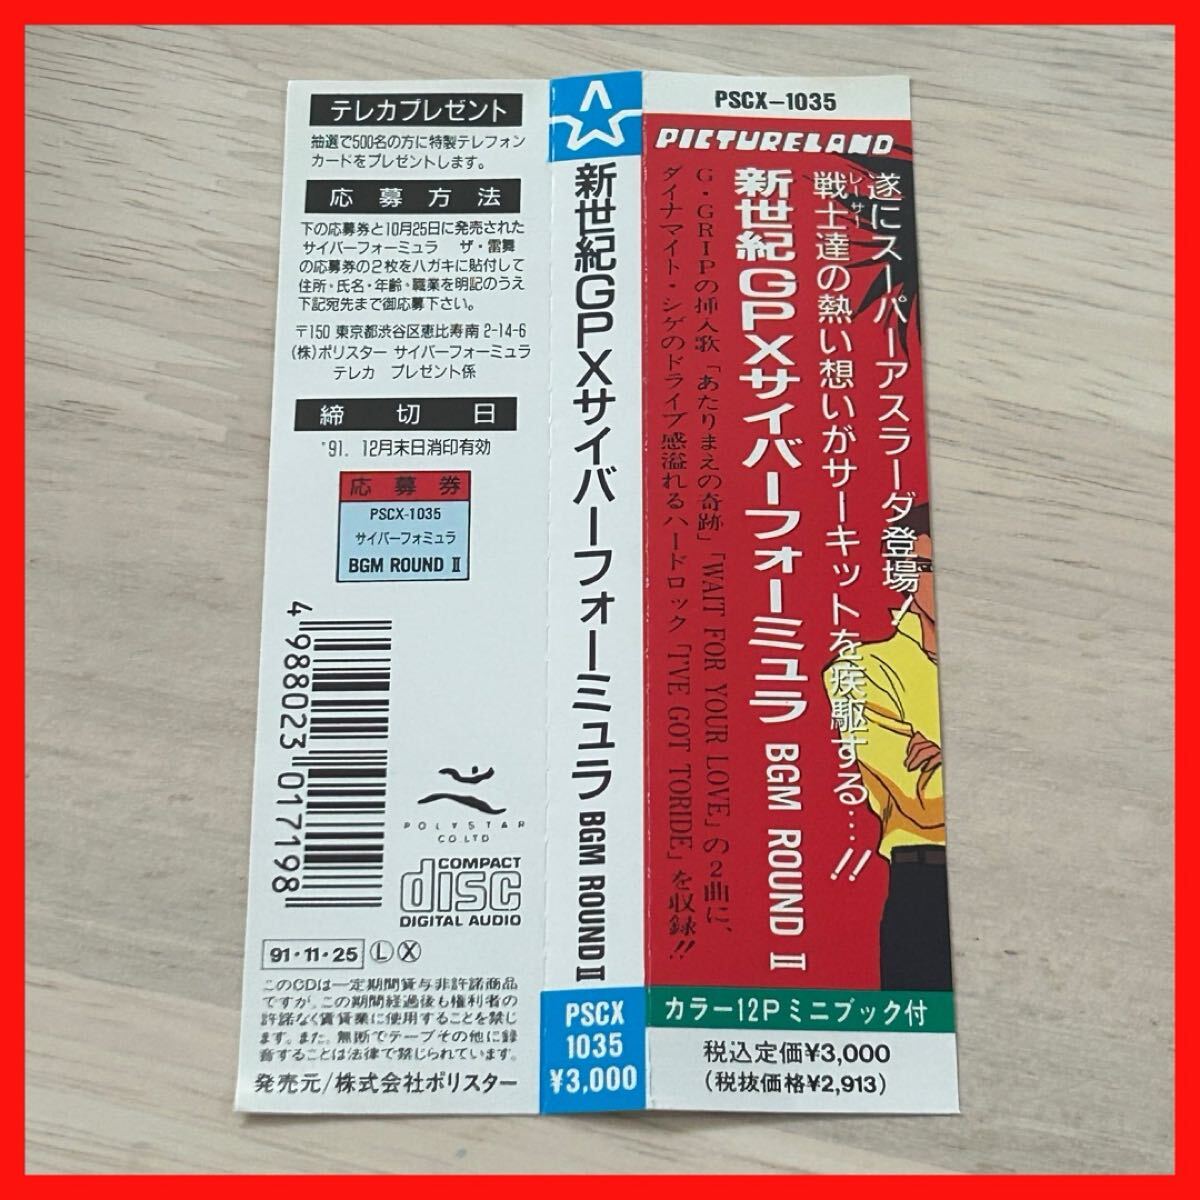 テレカプレゼント
抽選で500名の方に特製テレフォン
カードをプレゼントします。
応募方法
下の応募券と10月25日に発売された
サイバーフォーミュラ ザ・雷舞
の応募券の2枚をハガキに貼付して
住所・氏名・年齢・職業を明記のうえ
下記宛先まで御応募下さい。
〒150 東京都渋谷区恵比寿南 2-14-6
(株)ポリスター サイバーフォーミュラ
テレカ プレゼント係
締切日
'91. 12月末日消印有効
応募券
PSCX-1035
サイバーフォミュラ
BGM ROUND II
4 988023 017198
POLYSTAR
CO.LTD
COMPACT
disc
DIGITAL AUDIO
91・11・25 Ⓛ Ⓧ
このCDは一定期間貸与非許諾商品
ですが、この期間経過後も権利者の
許諾なく賃貸業に使用することを禁じ
ます。また、無断でテープその他に録
音することは法律で禁じられています。
発売元/株式会社ポリスター
新世紀GPXサイバーフォーミュラ BGM ROUND II
PSCX
1035
¥3,000
PSCX-1035
PICTURELAND
遂にスーパーアスラーダ登場!
レーサー
戦士達の熱い想いがサーキットを疾駆する…!!
新世紀GPXサイバーフォーミュラ BGM ROUND II
G・GRIPの挿入歌「あたりまえの奇跡」「WAIT FOR YOUR LOVE」の2曲に、
ダイナマイト・シゲのドライブ感溢れるハードロック「I'VE GOT TORIDE」を収録!!
カラー12Pミニブック付
税込定価¥3,000
(税抜価格¥2,913)